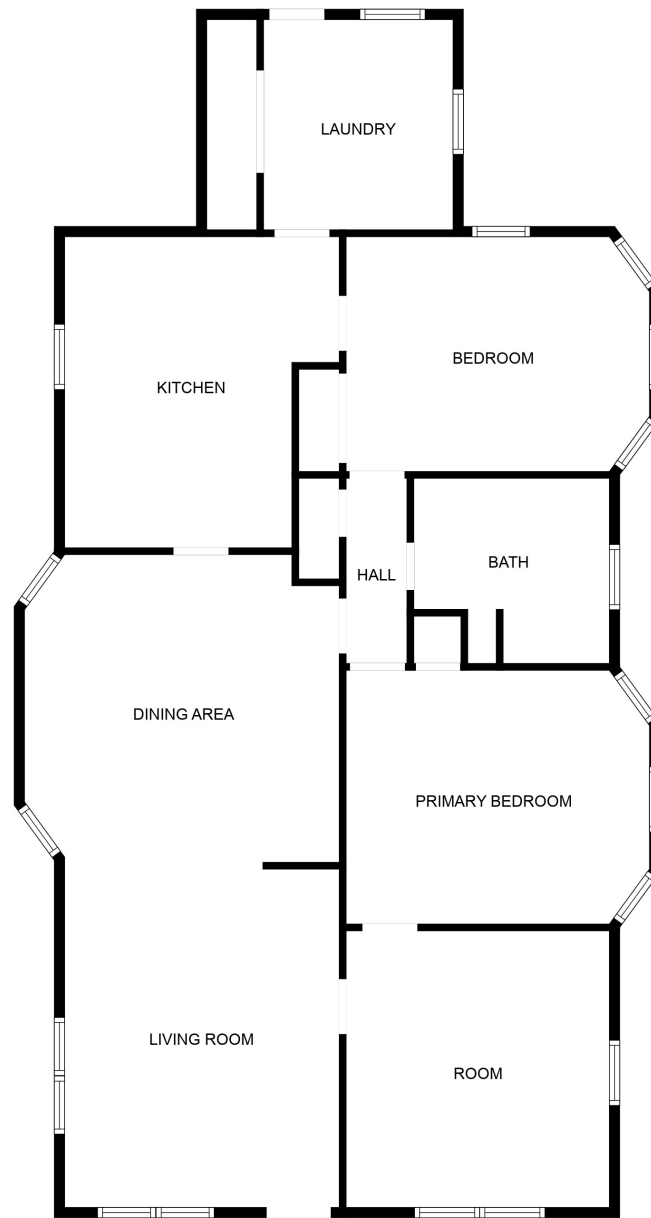 LAUNDRY
BEDROOM
KITCHEN
BATH
HALL
DINING AREA
PRIMARY BEDROOM
LIVING ROOM
ROOM